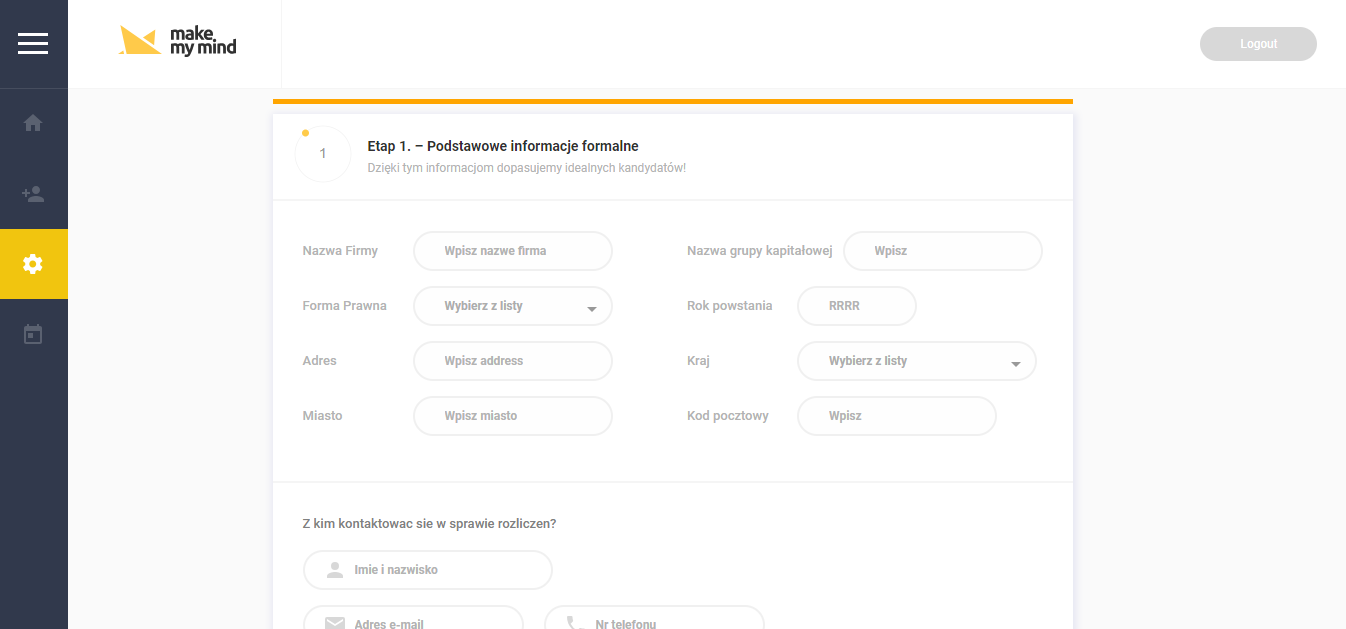 make
my mind
Logout
1
Etap 1. – Podstawowe informacje formalne
Dzięki tym informacjom dopasujemy idealnych kandydatów!
Nazwa Firmy
Wpisz nazwe firma
Nazwa grupy kapitałowej
Wpisz
Forma Prawna
Wybierz z listy
Rok powstania
RRRR
Adres
Wpisz address
Kraj
Wybierz z listy
Miasto
Wpisz miasto
Kod pocztowy
Wpisz
Z kim kontaktowac sie w sprawie rozliczen?
Imie i nazwisko
Adres e-mail
Nr telefonu